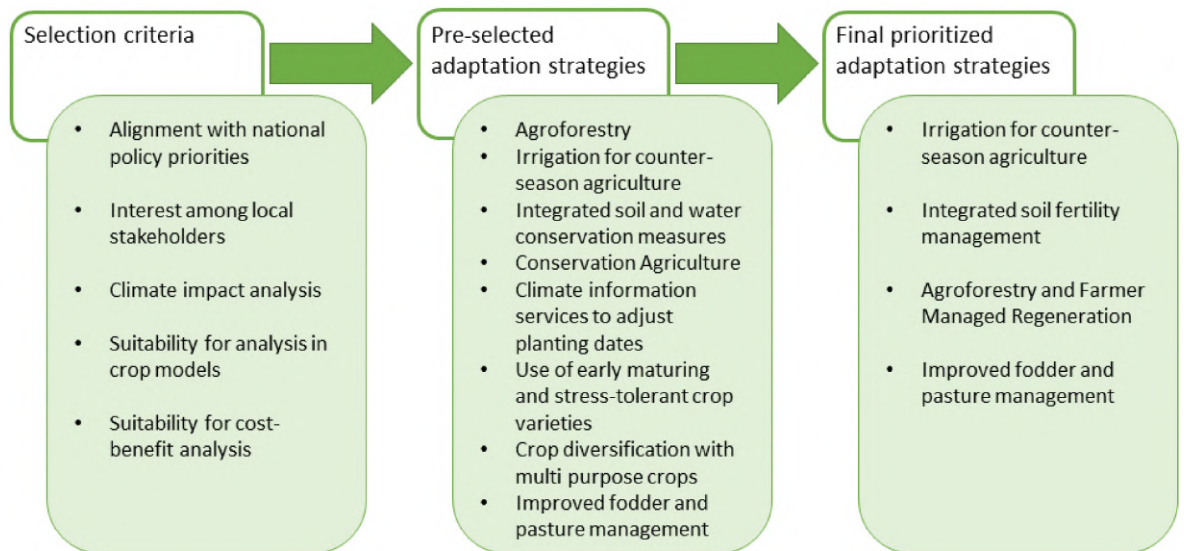 Selection criteria
• Alignment with national
policy priorities
• Interest among local
stakeholders
• Climate impact analysis
• Suitability for analysis in
crop models
• Suitability for cost-
benefit analysis
Pre-selected
adaptation strategies
• Agroforestry
• Irrigation for counter-
season agriculture
• Integrated soil and water
conservation measures
• Conservation Agriculture
• Climate information
services to adjust
planting dates
• Use of early maturing
and stress-tolerant crop
varieties
• Crop diversification with
multi purpose crops
• Improved fodder and
pasture management
Final prioritized
adaptation strategies
• Irrigation for counter-
season agriculture
• Integrated soil fertility
management
• Agroforestry and Farmer
Managed Regeneration
• Improved fodder and
pasture management